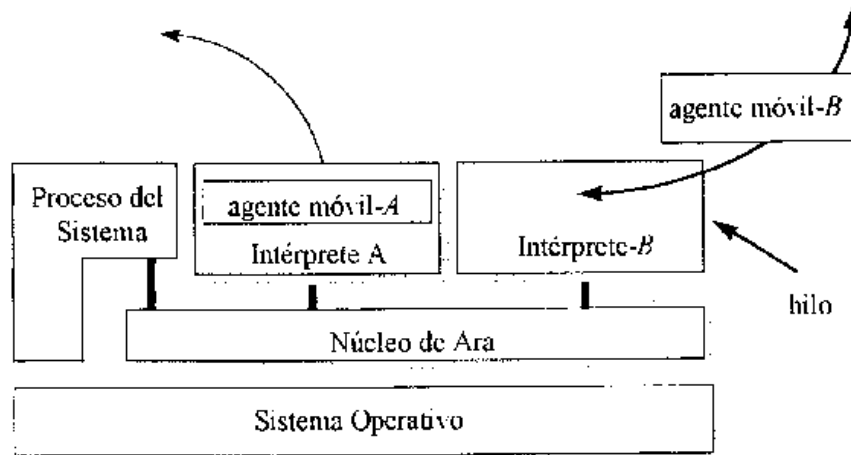 agente móvil-B
Proceso del
Sistema
agente móvil-A
Intérprete A
Intérprete-B
hilo
Núcleo de Ara
Sistema Operativo